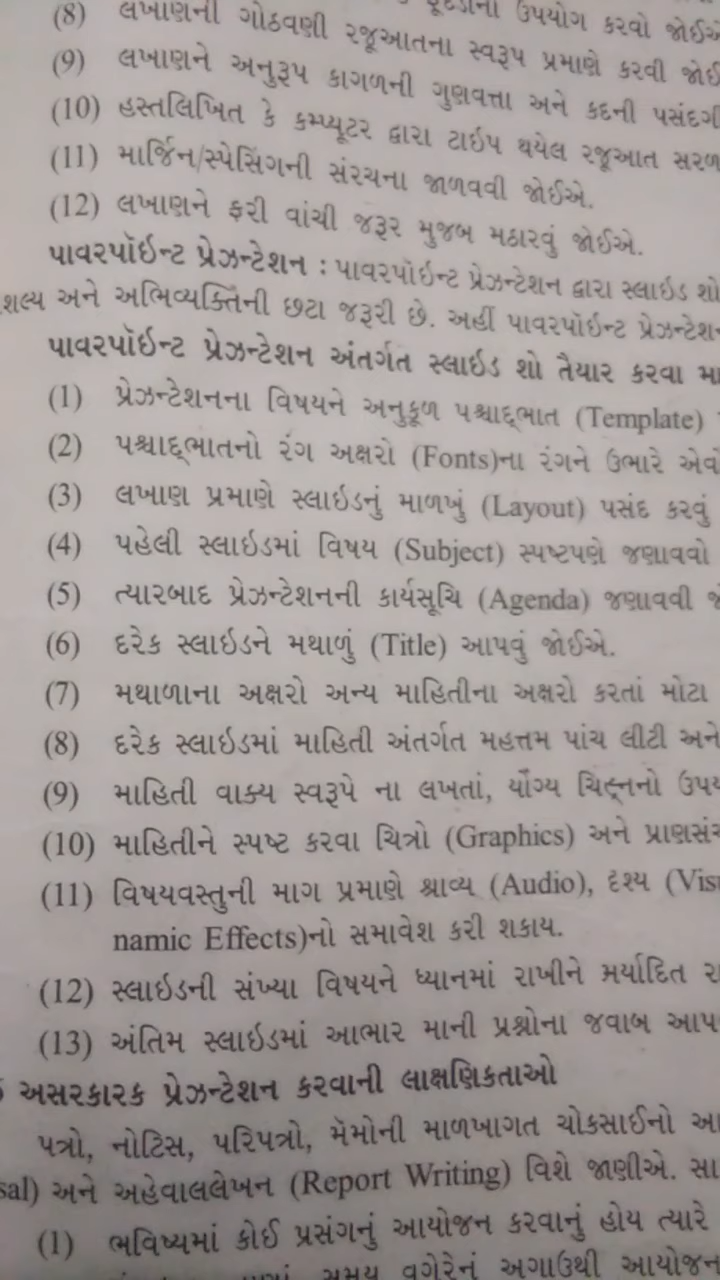 ઉપયોગ કરવો જોઈએ
(8) લખાણની ગોઠવણી રજૂઆતના સ્વરૂપ પ્રમાણે કરવી જોઈ
(9) લખાણને અનુરૂપ કાગળની ગુણવત્તા અને કદની પસંદગી
(10) હસ્તલિખિત કે કમ્પ્યૂટર દ્વારા ટાઇપ થયેલ રજૂઆત સરળ
(11) માર્જિન/સ્પેસિંગની સંરચના જાળવવી જોઈએ.
(12) લખાણને ફરી વાંચી જરૂર મુજબ મઠારવું જોઈએ.
પાવરપૉઇન્ટ પ્રેઝન્ટેશન : પાવરપૉઇન્ટ પ્રેઝન્ટેશન દ્વારા સ્લાઇડ શો
શલ્ય અને અભિવ્યક્તિની છટા જરૂરી છે. અહીં પાવરપૉઇન્ટ પ્રેઝન્ટેશન
પાવરપૉઇન્ટ પ્રેઝન્ટેશન અંતર્ગત સ્લાઇડ શો તૈયાર કરવા મા
(1) પ્રેઝન્ટેશનના વિષયને અનુકૂળ પશ્ચાદ્ભાત (Template)
(2) પશ્ચાદ્ભાતનો રંગ અક્ષરો (Fonts)ના રંગને ઉભારે એવો
(3) લખાણ પ્રમાણે સ્લાઇડનું માળખું (Layout) પસંદ કરવું
(4) પહેલી સ્લાઇડમાં વિષય (Subject) સ્પષ્ટપણે જણાવવો
(5) ત્યારબાદ પ્રેઝન્ટેશનની કાર્યસૂચિ (Agenda) જણાવવી જ
(6) દરેક સ્લાઇડને મથાળું (Title) આપવું જોઈએ.
(7) મથાળાના અક્ષરો અન્ય માહિતીના અક્ષરો કરતાં મોટા
(8) દરેક સ્લાઇડમાં માહિતી અંતર્ગત મહત્તમ પાંચ લીટી અને
(9) માહિતી વાક્ય સ્વરૂપે ના લખતાં, યોગ્ય ચિહ્નનો ઉપય
(10) માહિતીને સ્પષ્ટ કરવા ચિત્રો (Graphics) અને પ્રાણસં
(11) વિષયવસ્તુની માગ પ્રમાણે શ્રાવ્ય (Audio), દૃશ્ય (Vis
namic Effects)નો સમાવેશ કરી શકાય.
(12) સ્લાઇડની સંખ્યા વિષયને ધ્યાનમાં રાખીને મર્યાદિત ર
(13) અંતિમ સ્લાઇડમાં આભાર માની પ્રશ્નોના જવાબ આપ
અસરકારક પ્રેઝન્ટેશન કરવાની લાક્ષણિકતાઓ
પત્રો, નોટિસ, પરિપત્રો, મૅમોની માળખાગત ચોકસાઈનો આ
sal) અને અહેવાલલેખન (Report Writing) વિશે જાણીએ. સા
(1) ભવિષ્યમાં કોઈ પ્રસંગનું આયોજન કરવાનું હોય ત્યારે
સમય વગેરેનું અગાઉથી આયોજન